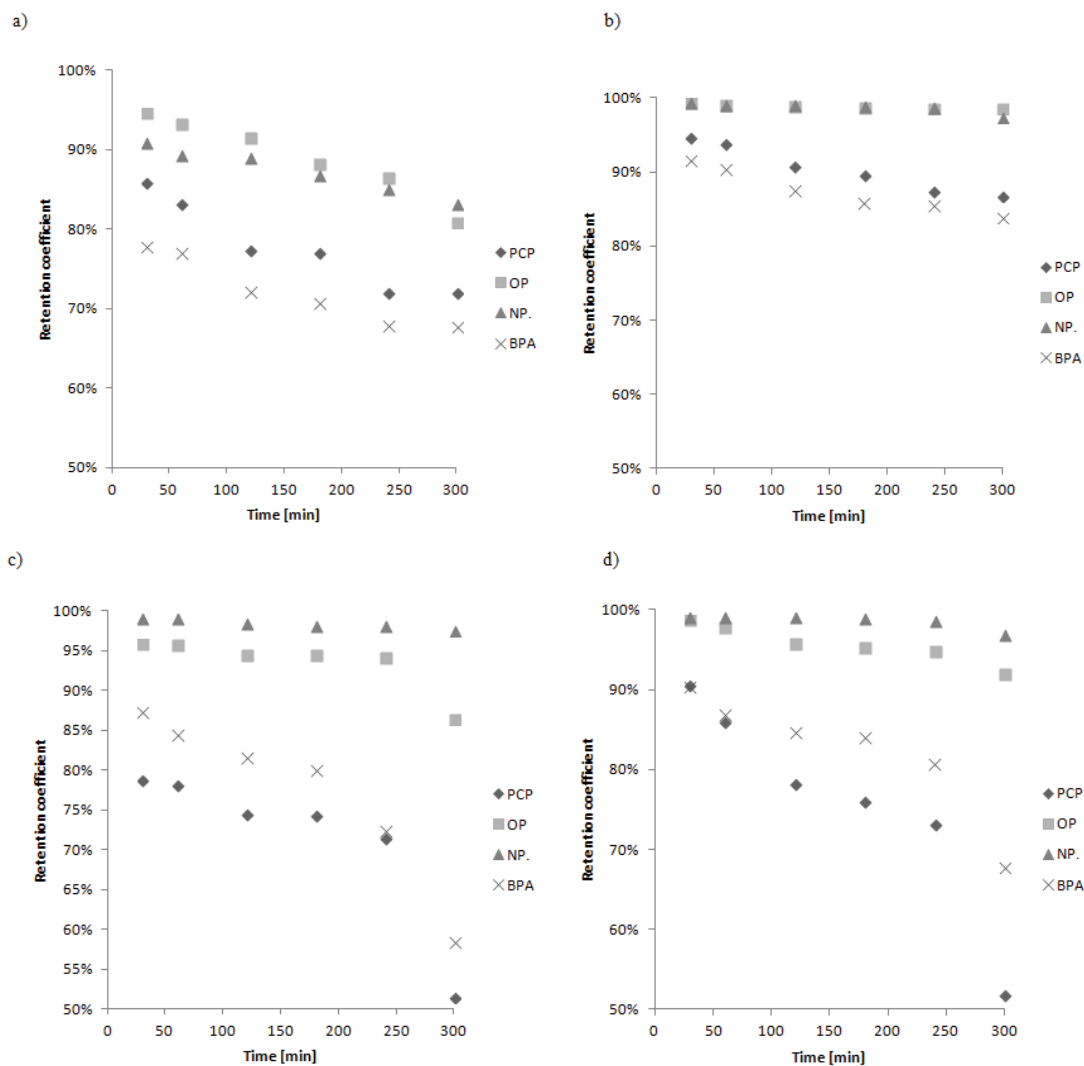 a)
100%
90%
80%
70%
60%
50%
0 50 100 150 200 250 300
Retention coefficient
Time [min]
PCP
OP
NP.
BPA
b)
100%
90%
80%
70%
60%
50%
0 50 100 150 200 250 300
Retention coefficient
Time [min]
PCP
OP
NP.
BPA
c)
100%
95%
90%
85%
80%
75%
70%
65%
60%
55%
50%
0 50 100 150 200 250 300
Retention coefficient
Time [min]
PCP
OP
NP.
BPA
d)
100%
90%
80%
70%
60%
50%
0 50 100 150 200 250 300
Retention coefficient
Time [min]
PCP
OP
NP.
BPA